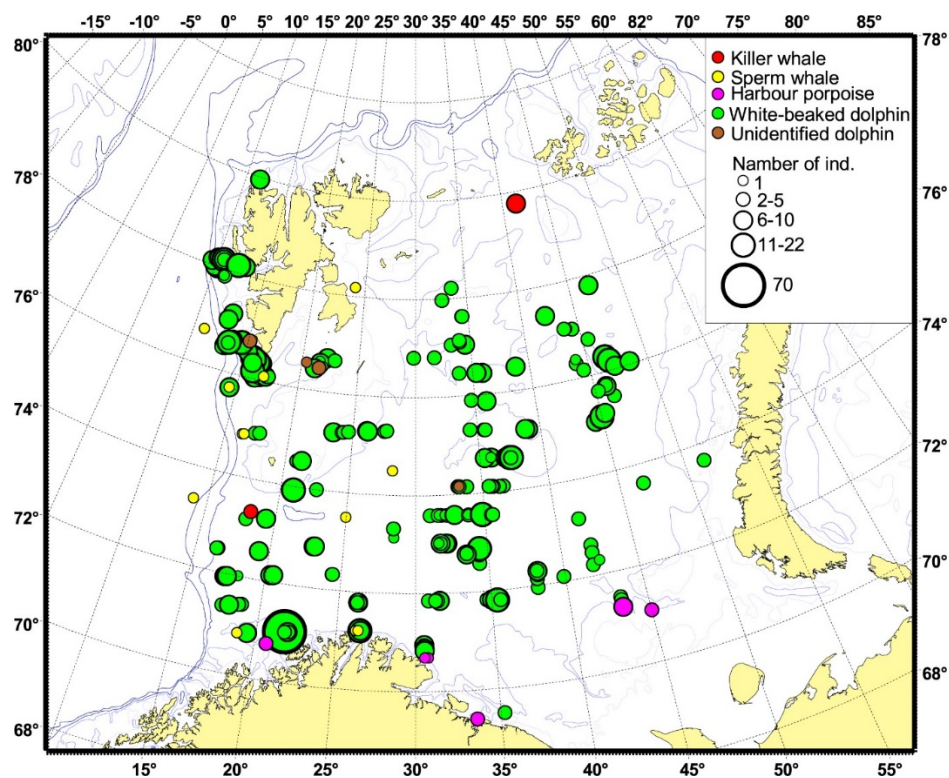 -15° -10° -5° 0° 5° 10° 15° 20° 25° 30° 35° 40° 45° 50° 55° 60° 62° 70° 75° 80° 85°
80° 78°
Killer whale
Sperm whale
Harbour porpoise
White-beaked dolphin
Unidentified dolphin
Namber of ind.
1
2-5
6-10
11-22
70
78°
76°
76°
74°
74°
72°
72°
70°
70°
68°
68°
20° 25° 30° 35° 40° 45° 50° 55°